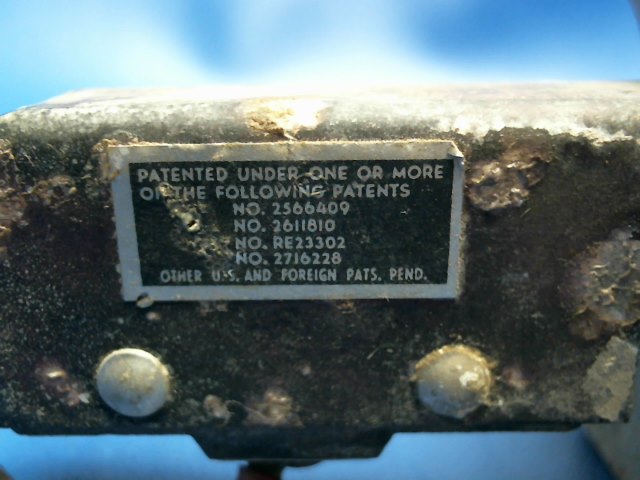 PATENTED UNDER ONE OR MORE
OF THE FOLLOWING PATENTS
NO. 2566409
NO. 2611810
NO. RE23302
NO. 2716228
OTHER U.S. AND FOREIGN PATS. PEND.